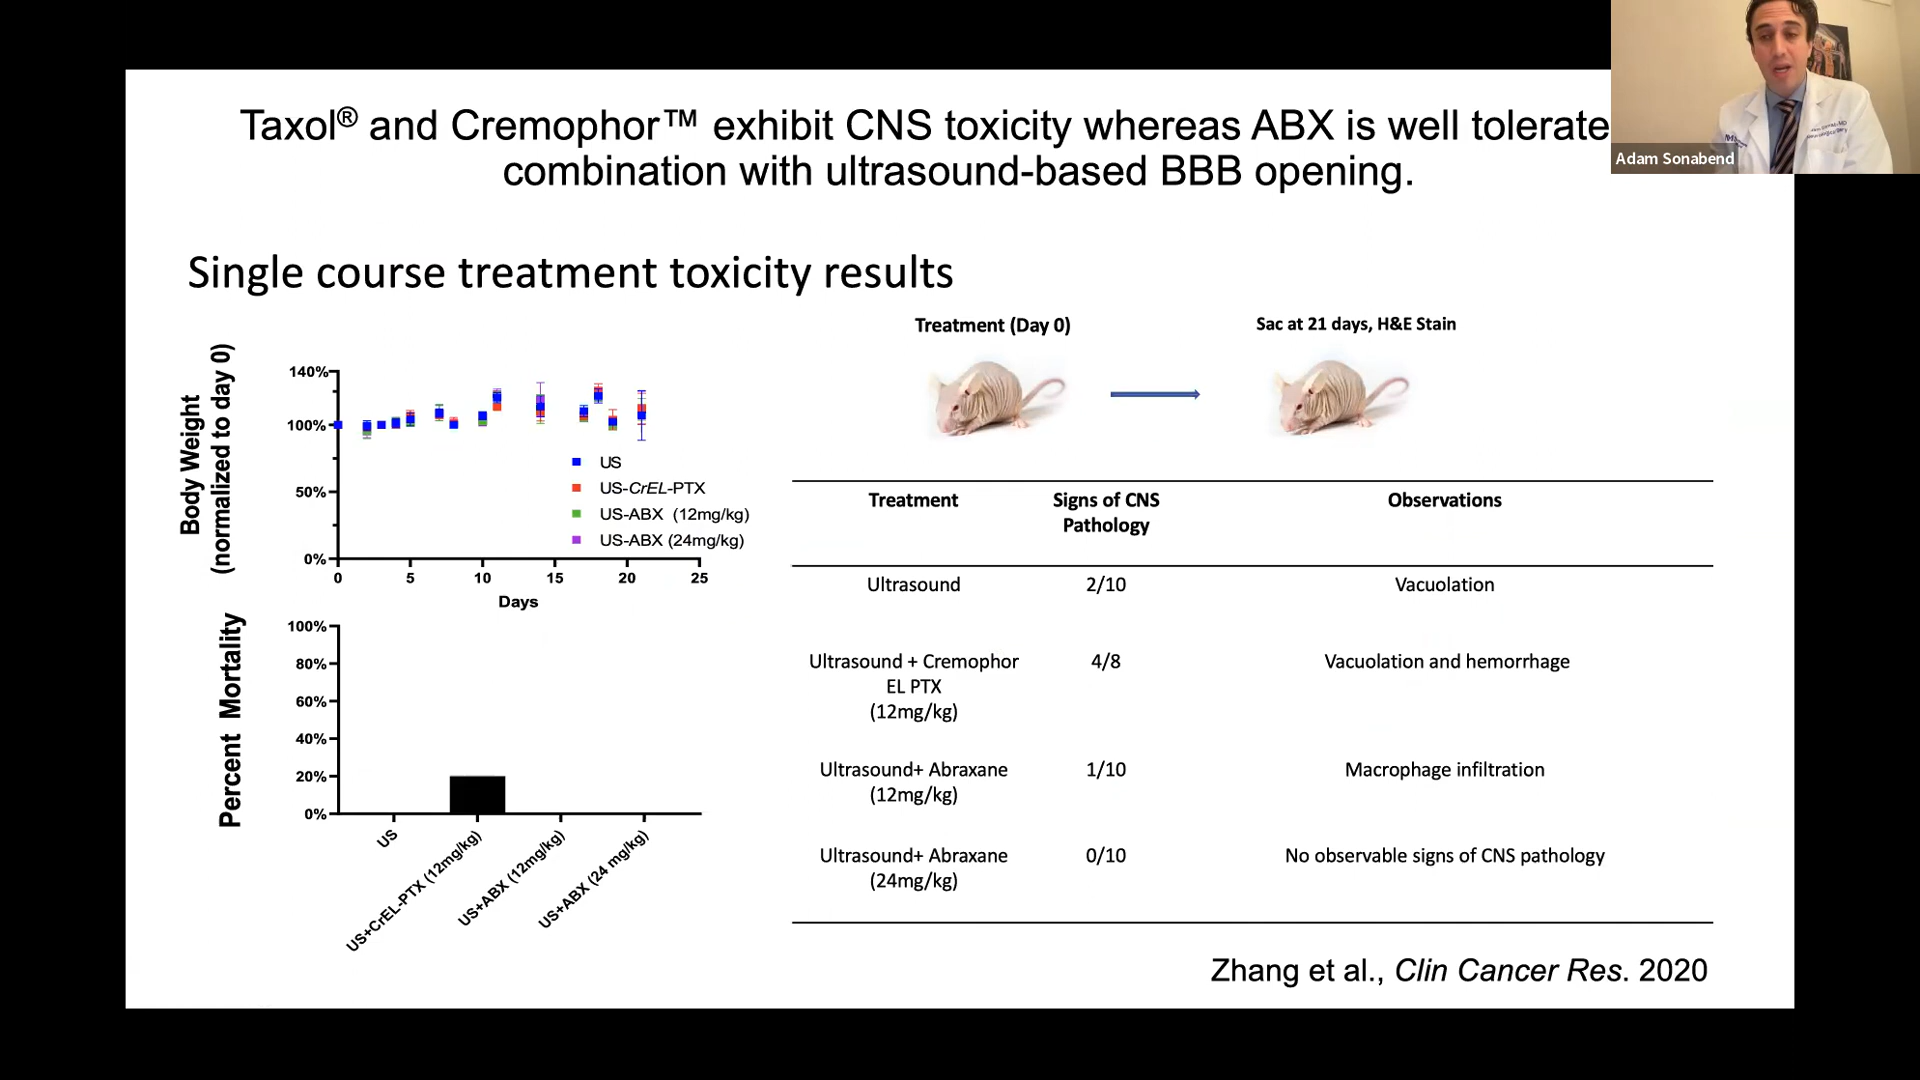 Taxol® and Cremophor™ exhibit CNS toxicity whereas ABX is well tolerate
combination with ultrasound-based BBB opening.
Adam Sonabend
Single course treatment toxicity results
Treatment (Day 0)
Sac at 21 days, H&E Stain
Body Weight
(normalized to day 0)
140%
100%
50%
0%
0 5 10 15 20 25
Days
US
US-CrEL-PTX
US-ABX (12mg/kg)
US-ABX (24mg/kg)
Percent Mortality
100%
80%
60%
40%
20%
0%
US
US+CrEL-PTX (12mg/kg)
US+ABX (12mg/kg)
US+ABX (24 mg/kg)
Treatment Signs of CNS Observations
Pathology
Ultrasound 2/10 Vacuolation
Ultrasound + Cremophor 4/8 Vacuolation and hemorrhage
EL PTX
(12mg/kg)
Ultrasound+ Abraxane 1/10 Macrophage infiltration
(12mg/kg)
Ultrasound+ Abraxane 0/10 No observable signs of CNS pathology
(24mg/kg)
Zhang et al., Clin Cancer Res. 2020